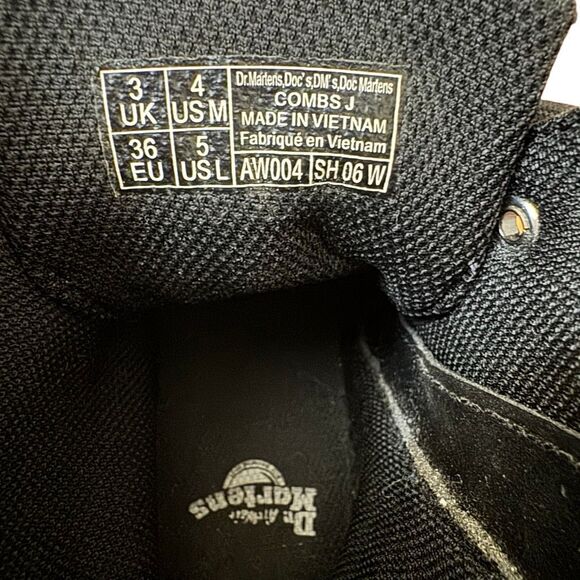 3 UK
4 US M
36 EU
5 US L
Dr.Martens,Doc's,DM's,Doc Martens
COMBS J
MADE IN VIETNAM
Fabriqué en Vietnam
AW004 SH 06 W
Dr. Martens